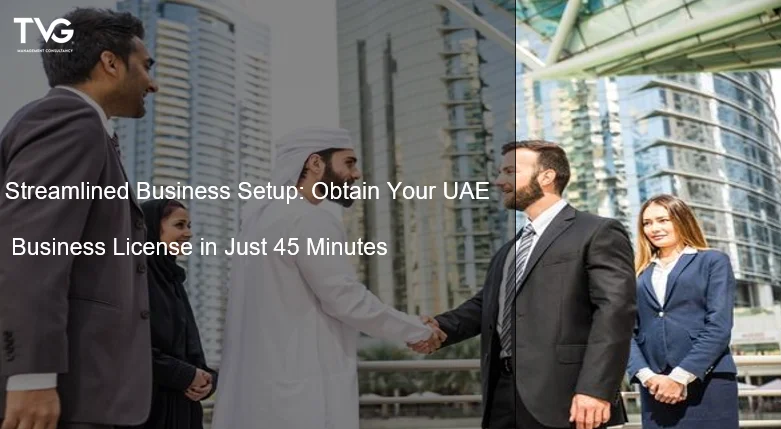 TVG
MANAGEMENT CONSULTANCY
Streamlined Business Setup: Obtain Your UAE
Business License in Just 45 Minutes